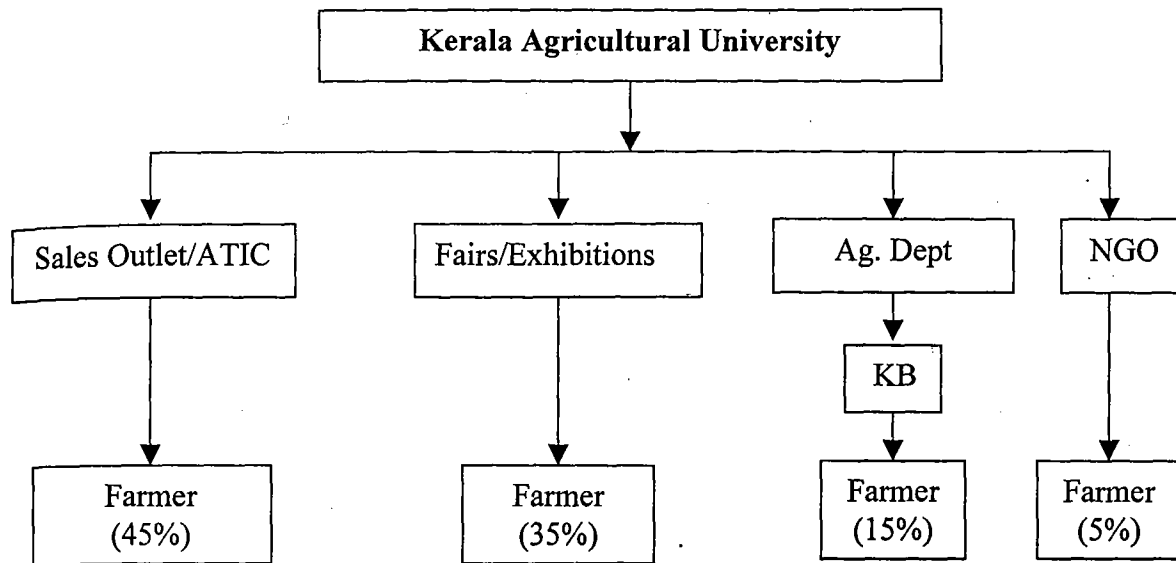 Kerala Agricultural University
Sales Outlet/ATIC
Fairs/Exhibitions
Ag. Dept
NGO
KB
Farmer
(45%)
Farmer
(35%)
Farmer
(15%)
Farmer
(5%)